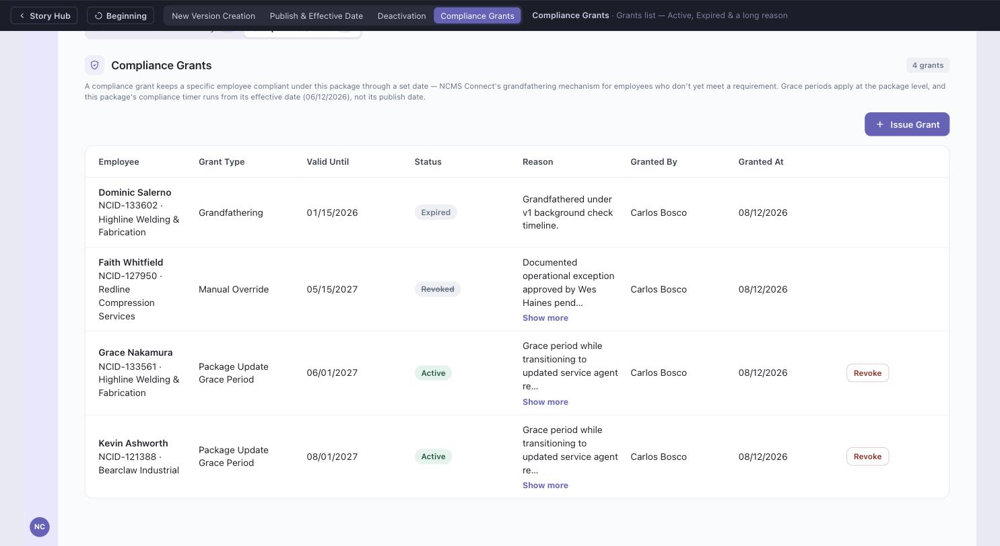 Story Hub
Beginning
New Version Creation
Publish & Effective Date
Deactivation
Compliance Grants
Compliance Grants · Grants list — Active, Expired & a long reason
Compliance Grants
4 grants
A compliance grant keeps a specific employee compliant under this package through a set date — NCMS Connect's grandfathering mechanism for employees who don't yet meet a requirement. Grace periods apply at the package level, and
this package's compliance timer runs from its effective date (06/12/2026), not its publish date.
+ Issue Grant
Employee
Grant Type
Valid Until
Status
Reason
Granted By
Granted At
Dominic Salerno
NCID-133602 ·
Highline Welding &
Fabrication
Grandfathering
01/15/2026
Expired
Grandfathered under
v1 background check
timeline.
Carlos Bosco
08/12/2026
Faith Whitfield
NCID-127950 ·
Redline
Compression
Services
Manual Override
05/15/2027
Revoked
Documented
operational exception
approved by Wes
Haines pend...
Show more
Carlos Bosco
08/12/2026
Grace Nakamura
NCID-133561 ·
Highline Welding &
Fabrication
Package Update
Grace Period
06/01/2027
Active
Grace period while
transitioning to
updated service agent
re...
Show more
Carlos Bosco
08/12/2026
Revoke
Kevin Ashworth
NCID-121388 ·
Bearclaw Industrial
Package Update
Grace Period
08/01/2027
Active
Grace period while
transitioning to
updated service agent
re...
Show more
Carlos Bosco
08/12/2026
Revoke
NC